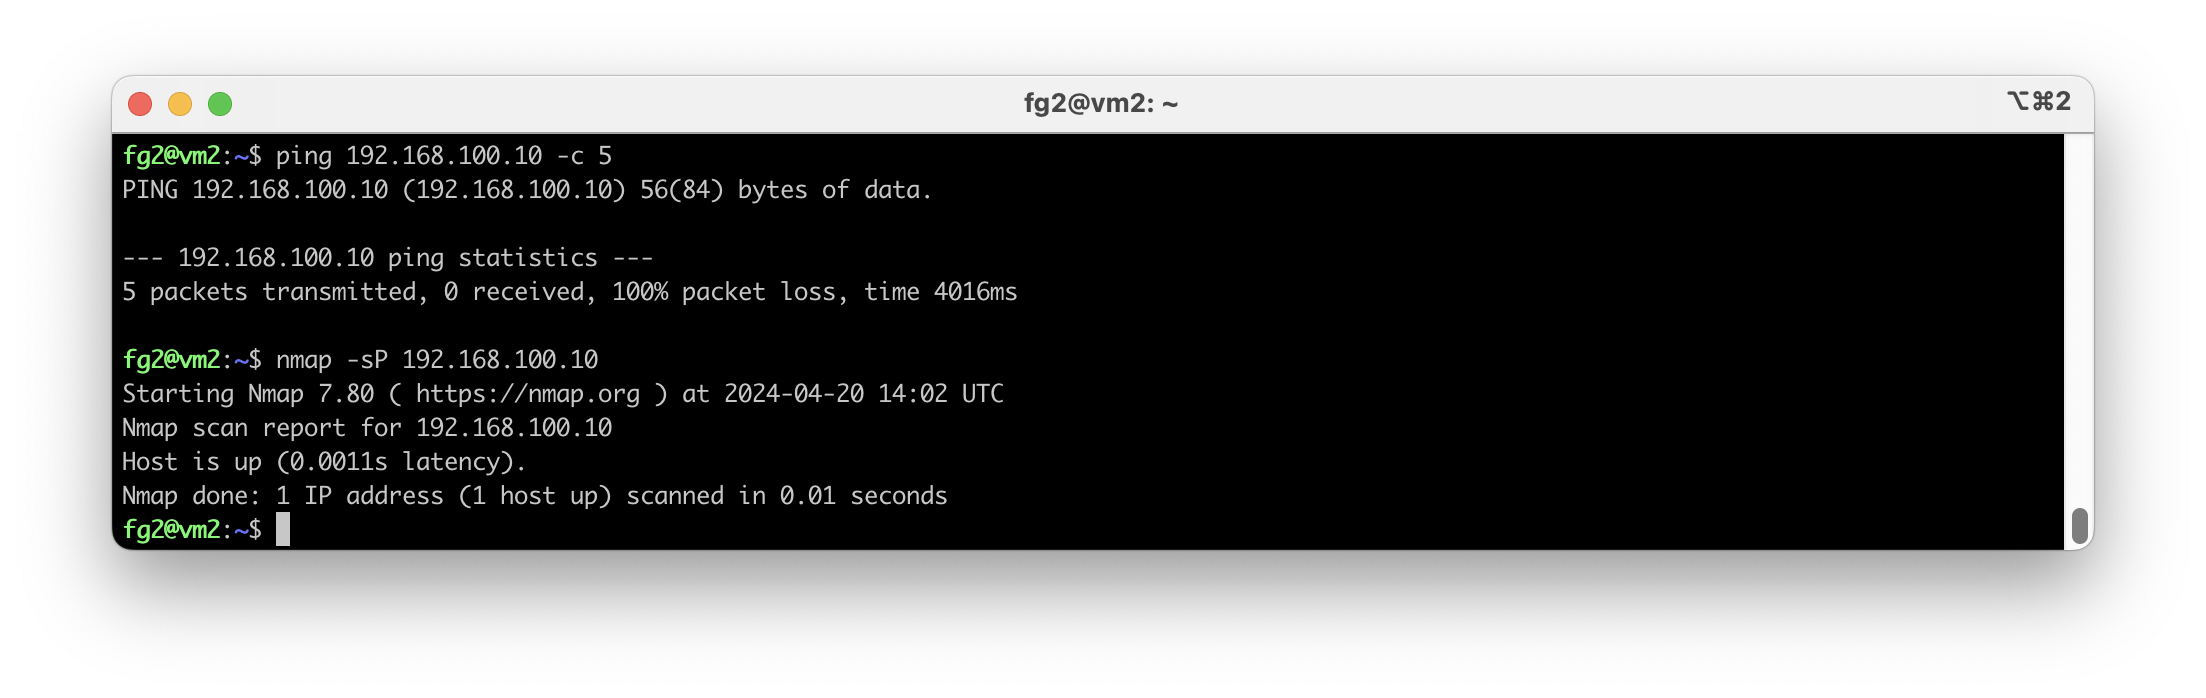 fg2@vm2: ~
⌥⌘2
fg2@vm2:~$ ping 192.168.100.10 -c 5
PING 192.168.100.10 (192.168.100.10) 56(84) bytes of data.
--- 192.168.100.10 ping statistics ---
5 packets transmitted, 0 received, 100% packet loss, time 4016ms
fg2@vm2:~$ nmap -sP 192.168.100.10
Starting Nmap 7.80 ( https://nmap.org ) at 2024-04-20 14:02 UTC
Nmap scan report for 192.168.100.10
Host is up (0.0011s latency).
Nmap done: 1 IP address (1 host up) scanned in 0.01 seconds
fg2@vm2:~$